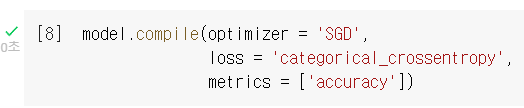 [8] model.compile(optimizer = 'SGD',
loss = 'categorical_crossentropy',
metrics = ['accuracy'])
0초